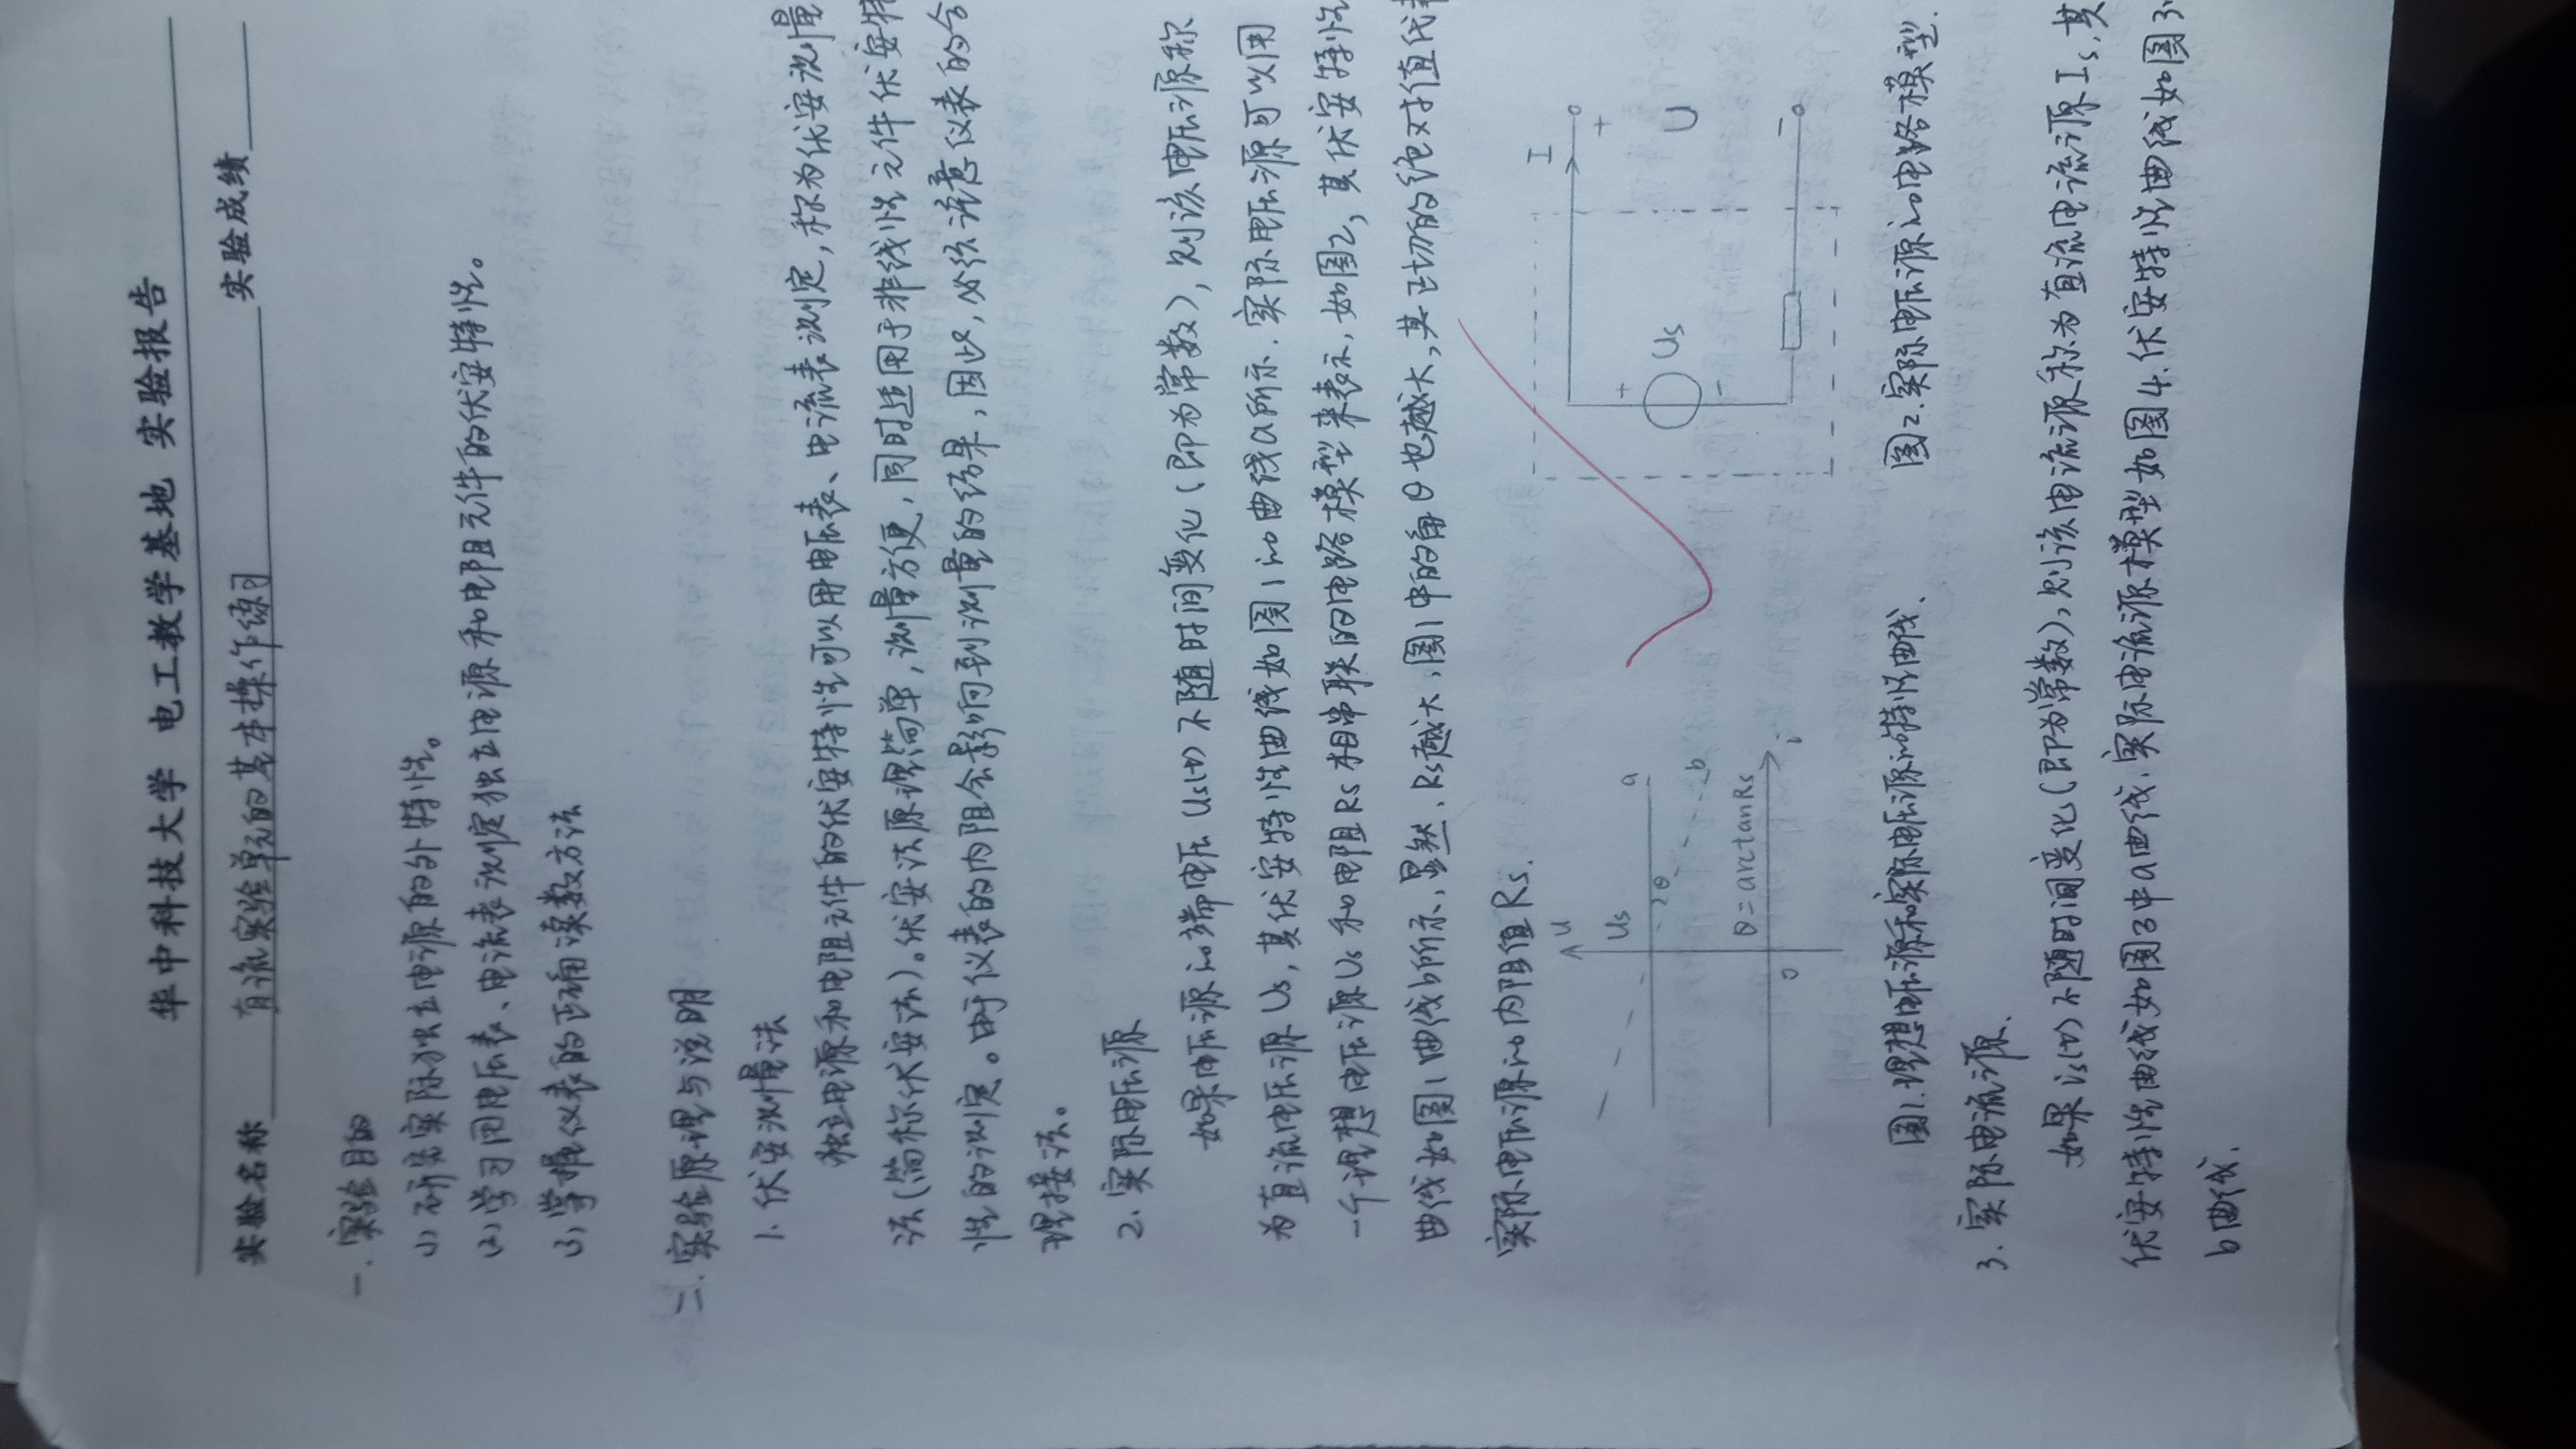 华中科技大学 电工教学基地 实验报告
实验名称 直流实验单元的基本操作练习 实验成绩
一. 实验目的
(1) 研究实际独立电源的外特性。
(2) 学习用电压表、电流表测定独立电源和电阻元件的伏安特性。
(3) 掌握仪表的正确读数方法
二. 实验原理与说明
1. 伏安测量法
独立电源和电阻元件的伏安特性可以用电压表、电流表测定, 称为伏安测量
法(简称伏安法)。伏安法原理简单, 测量方便, 同时适用于非线性元件伏安特
性的测定。由于仪表的内阻会影响到测量的结果, 因此, 必须注意仪表的合
理接法。
2. 实际电压源
如果电压源的端电压 Us(t) 不随时间变化 (即为常数), 则该电压源称
为直流电压源 Us, 其伏安特性曲线如图1的曲线a所示. 实际电压源可以用
一个理想电压源Us 和电阻Rs 相串联的电路模型来表示, 如图2, 其伏安特性
曲线如图1曲线b所示, 显然, Rs越大, 图1中的角θ也越大, 其正切的绝对值代表
实际电压源的内阻值Rs.
u
Us
a
θ
b
θ=arctanRs
0
i
I
+
+
Us
U
-
-
图1. 理想电压源和实际电压源的特性曲线.
图2. 实际电压源的电路模型.
3. 实际电流源.
如果 is(t) 不随时间变化 (即为常数), 则该电流源称为直流电流源 Is, 其
伏安特性曲线如图3中a曲线. 实际电流源模型如图4. 伏安特性曲线如图3
b曲线.